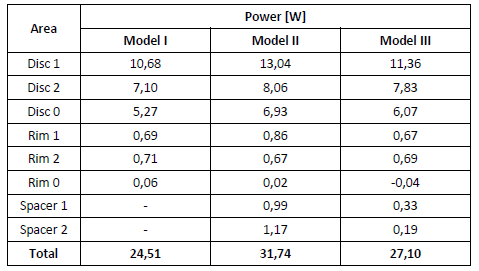 Area Power [W]
Model I Model II Model III
Disc 1 10,68 13,04 11,36
Disc 2 7,10 8,06 7,83
Disc 0 5,27 6,93 6,07
Rim 1 0,69 0,86 0,67
Rim 2 0,71 0,67 0,69
Rim 0 0,06 0,02 -0,04
Spacer 1 - 0,99 0,33
Spacer 2 - 1,17 0,19
Total 24,51 31,74 27,10